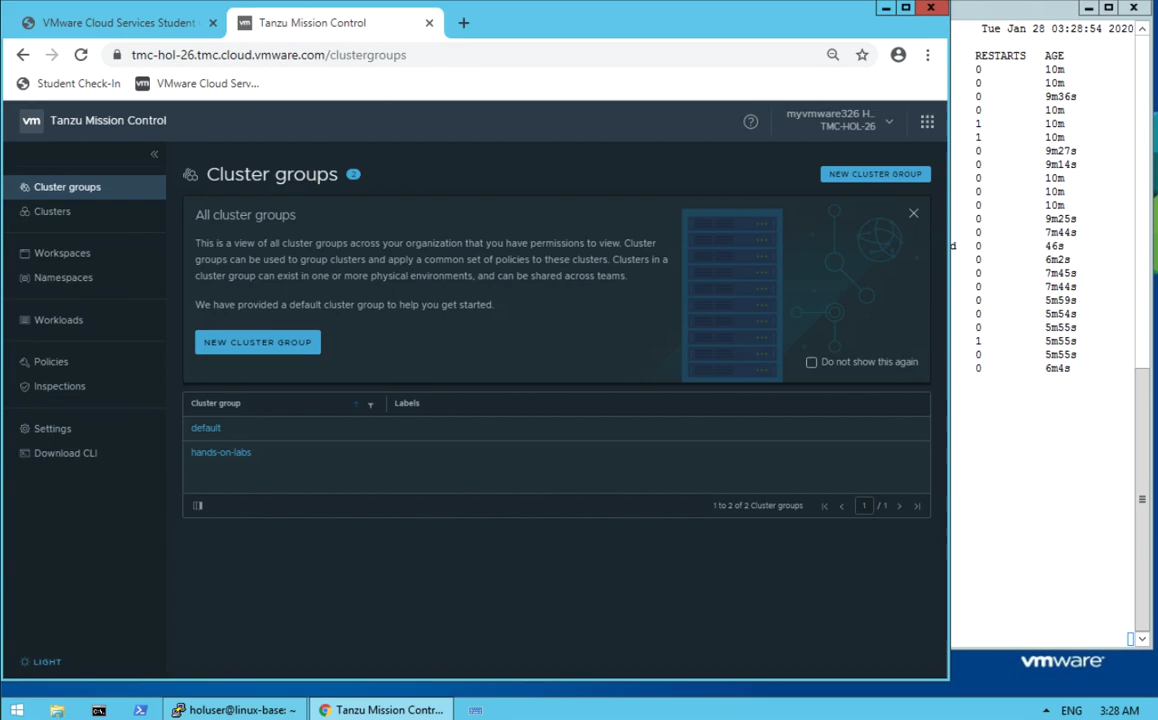 VMware Cloud Services Student
Tanzu Mission Control
tmc-hol-26.tmc.cloud.vmware.com/clustergroups
Student Check-In
vm
VMware Cloud Serv...
vm
Tanzu Mission Control
myvmware326 H..
TMC-HOL-26
Cluster groups
Clusters
Workspaces
Namespaces
Workloads
Policies
Inspections
Settings
Download CLI
LIGHT
Cluster groups 2
NEW CLUSTER GROUP
All cluster groups
This is a view of all cluster groups across your organization that you have permissions to view. Cluster
groups can be used to group clusters and apply a common set of policies to these clusters. Clusters in a
cluster group can exist in one or more physical environments, and can be shared across teams.
We have provided a default cluster group to help you get started.
NEW CLUSTER GROUP
Do not show this again
Cluster group Labels
default
hands-on-labs
1 to 2 of 2 Cluster groups
1 / 1
Tue Jan 28 03:28:54 2020
RESTARTS AGE
0 10m
0 10m
0 9m36s
0 10m
1 10m
1 10m
0 9m27s
0 9m14s
0 10m
0 10m
0 10m
0 9m25s
0 7m44s
d 0 46s
0 6m2s
0 7m45s
0 7m44s
0 5m59s
0 5m54s
0 5m55s
1 5m55s
0 5m55s
0 6m4s
vmware
holuser@linux-base: ~
Tanzu Mission Contr...
ENG 3:28 AM